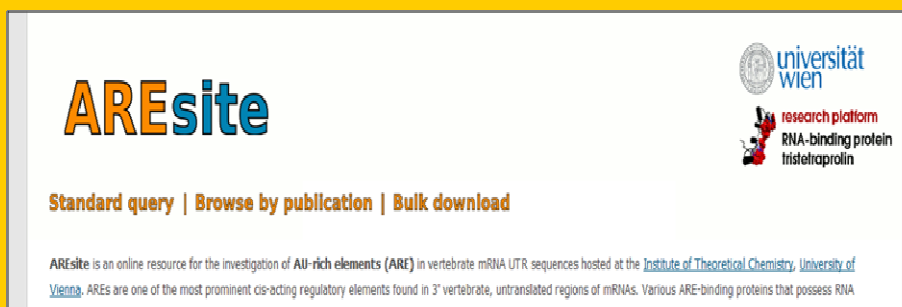 universität
wien
AREsite
research platform
RNA-binding protein
tristetraprolin
Standard query | Browse by publication | Bulk download
AREsite is an online resource for the investigation of AU-rich elements (ARE) in vertebrate mRNA UTR sequences hosted at the Institute of Theoretical Chemistry, University of
Vienna. AREs are one of the most prominent cis-acting regulatory elements found in 3' vertebrate, untranslated regions of mRNAs. Various ARE-binding proteins that possess RNA